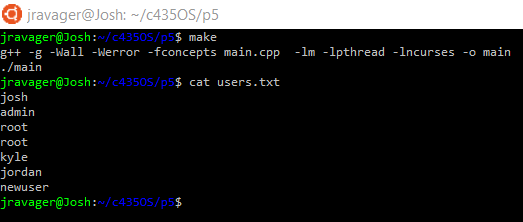 jravager@Josh: ~/c435OS/p5
jravager@Josh:~/c435OS/p5$ make
g++ -g -Wall -Werror -fconcepts main.cpp  -lm -lpthread -lncurses -o main
./main
jravager@Josh:~/c435OS/p5$ cat users.txt
josh
admin
root
root
kyle
jordan
newuser
jravager@Josh:~/c435OS/p5$